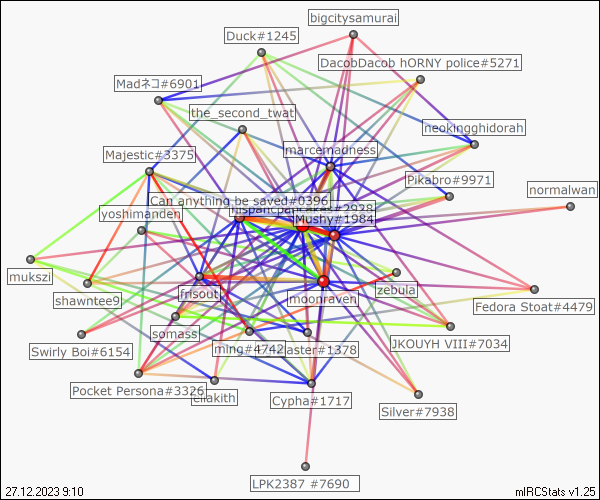 bigcitysamurai
Duck#1245
DacobDacob hORNY police#5271
Madネコ#6901
the_second_twat
neokingghidorah
marcemadness
Majestic#3375
Pikabro#9971
normalwan
Can anything be saved#0396
Mushy#1984
yoshimanden
mukszi
frisout
zebula
shawntee9
moonraven
Fedora Stoat#4479
somass
JKOUYH VIII#7034
Swirly Boi#6154
ming#4742
aster#1378
Pocket Persona#3326
Cypha#1717
Silver#7938
LPK2387 #7690
27.12.2023 9:10
mIRCStats v1.25